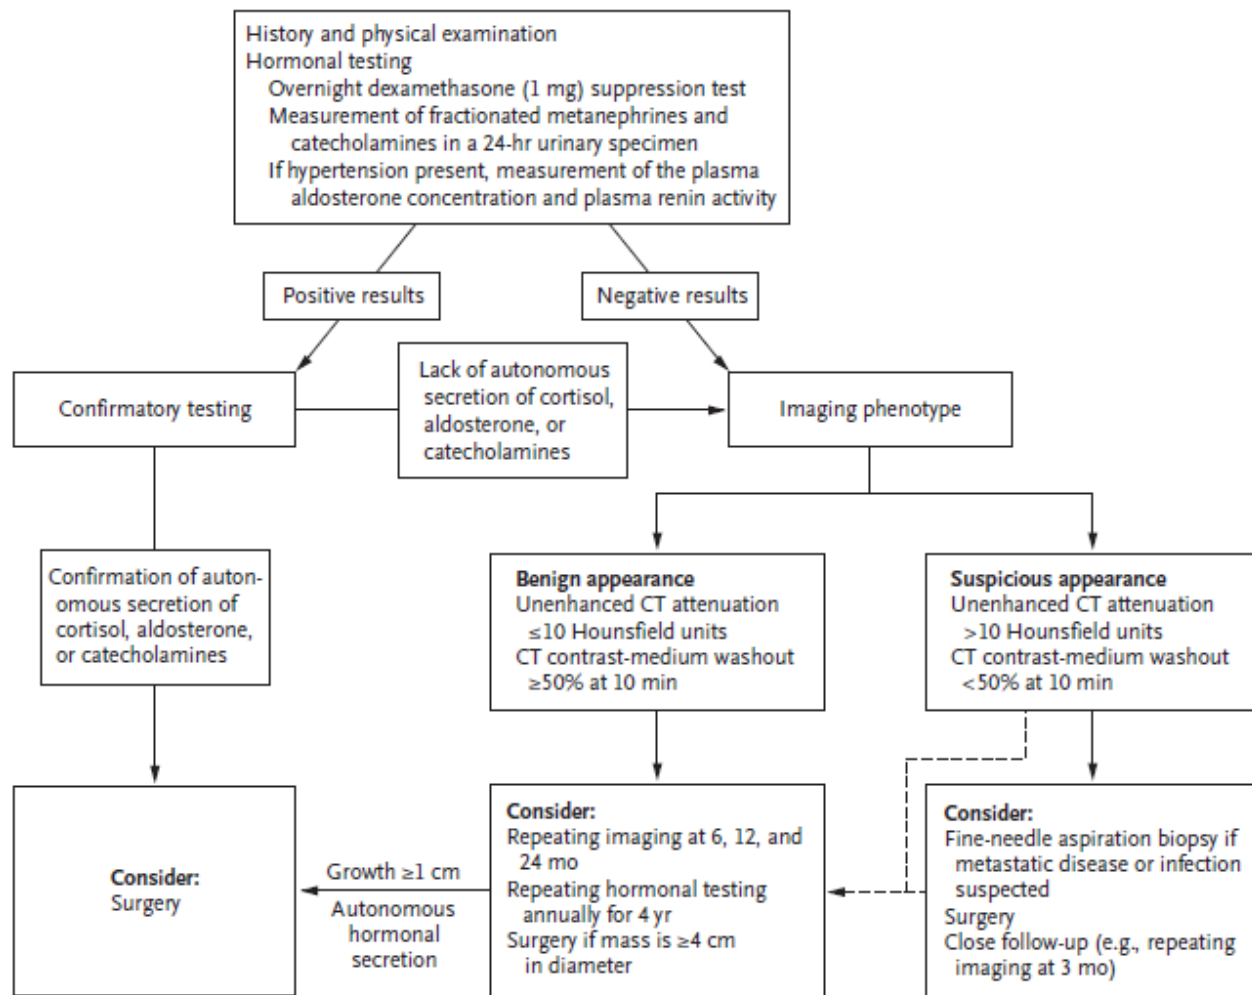 History and physical examination
Hormonal testing
Overnight dexamethasone (1 mg) suppression test
Measurement of fractionated metanephrines and
catecholamines in a 24-hr urinary specimen
If hypertension present, measurement of the plasma
aldosterone concentration and plasma renin activity
Positive results
Negative results
Confirmatory testing
Lack of autonomous
secretion of cortisol,
aldosterone, or
catecholamines
Imaging phenotype
Confirmation of auton-
omous secretion of
cortisol, aldosterone,
or catecholamines
Benign appearance
Unenhanced CT attenuation
≤10 Hounsfield units
CT contrast-medium washout
≥50% at 10 min
Suspicious appearance
Unenhanced CT attenuation
>10 Hounsfield units
CT contrast-medium washout
<50% at 10 min
Consider:
Surgery
Growth ≥1 cm
Autonomous
hormonal
secretion
Consider:
Repeating imaging at 6, 12, and
24 mo
Repeating hormonal testing
annually for 4 yr
Surgery if mass is ≥4 cm
in diameter
Consider:
Fine-needle aspiration biopsy if
metastatic disease or infection
suspected
Surgery
Close follow-up (e.g., repeating
imaging at 3 mo)